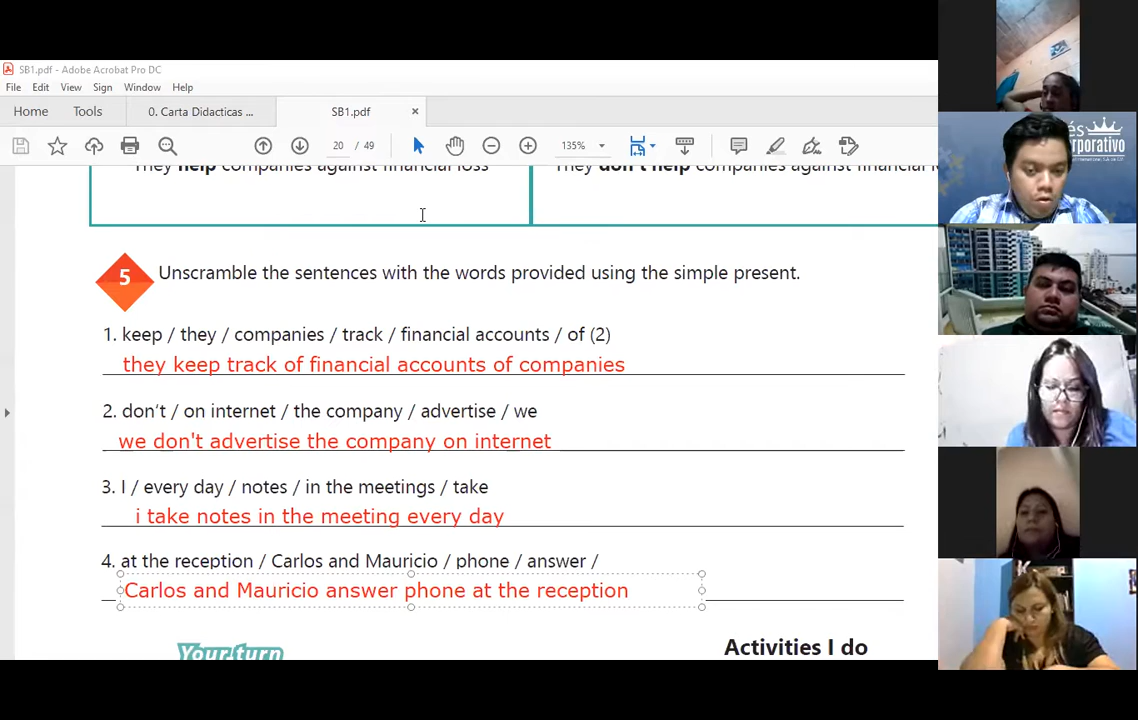 SB1.pdf - Adobe Acrobat Pro DC
File Edit View Sign Window Help
Home Tools 0. Carta Didacticas ... SB1.pdf ×
20 / 49 135%
They help companies against financial loss
They don't help companies against financial
5 Unscramble the sentences with the words provided using the simple present.
1. keep / they / companies / track / financial accounts / of (2)
they keep track of financial accounts of companies
2. don't / on internet / the company / advertise / we
we don't advertise the company on internet
3. I / every day / notes / in the meetings / take
i take notes in the meeting every day
4. at the reception / Carlos and Mauricio / phone / answer /
Carlos and Mauricio answer phone at the reception
Your turn
Activities I do
és
orporativo